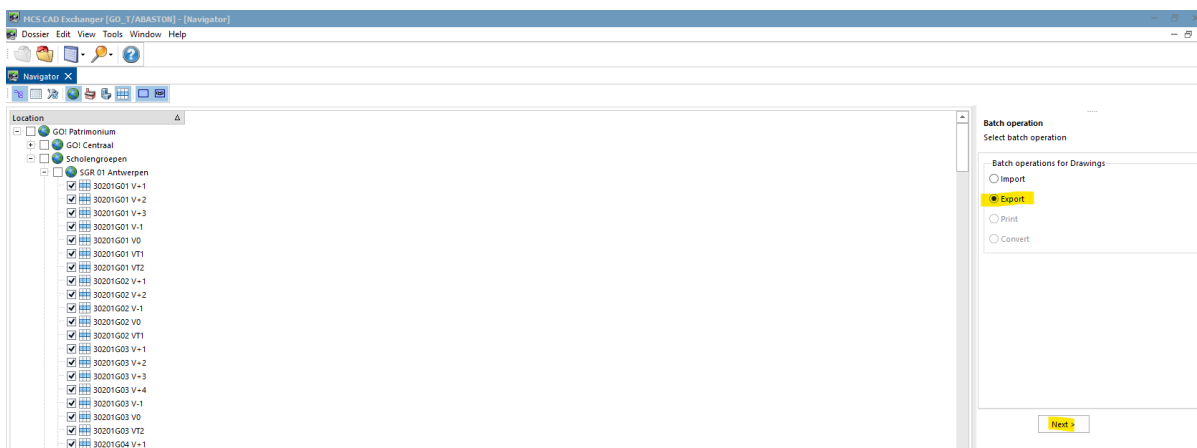 MCS CAD Exchanger [GO_T/ABASTON] - [Navigator]
Dossier Edit View Tools Window Help
Navigator
Location
GO! Patrimonium
GO! Centraal
Scholengroepen
SGR 01 Antwerpen
30201G01 V+1
30201G01 V+2
30201G01 V+3
30201G01 V-1
30201G01 V0
30201G01 VT1
30201G01 VT2
30201G02 V+1
30201G02 V+2
30201G02 V-1
30201G02 V0
30201G02 VT1
30201G03 V+1
30201G03 V+2
30201G03 V+3
30201G03 V+4
30201G03 V-1
30201G03 V0
30201G03 VT2
30201G04 V+1
Batch operation
Select batch operation
Batch operations for Drawings
Import
Export
Print
Convert
Next >